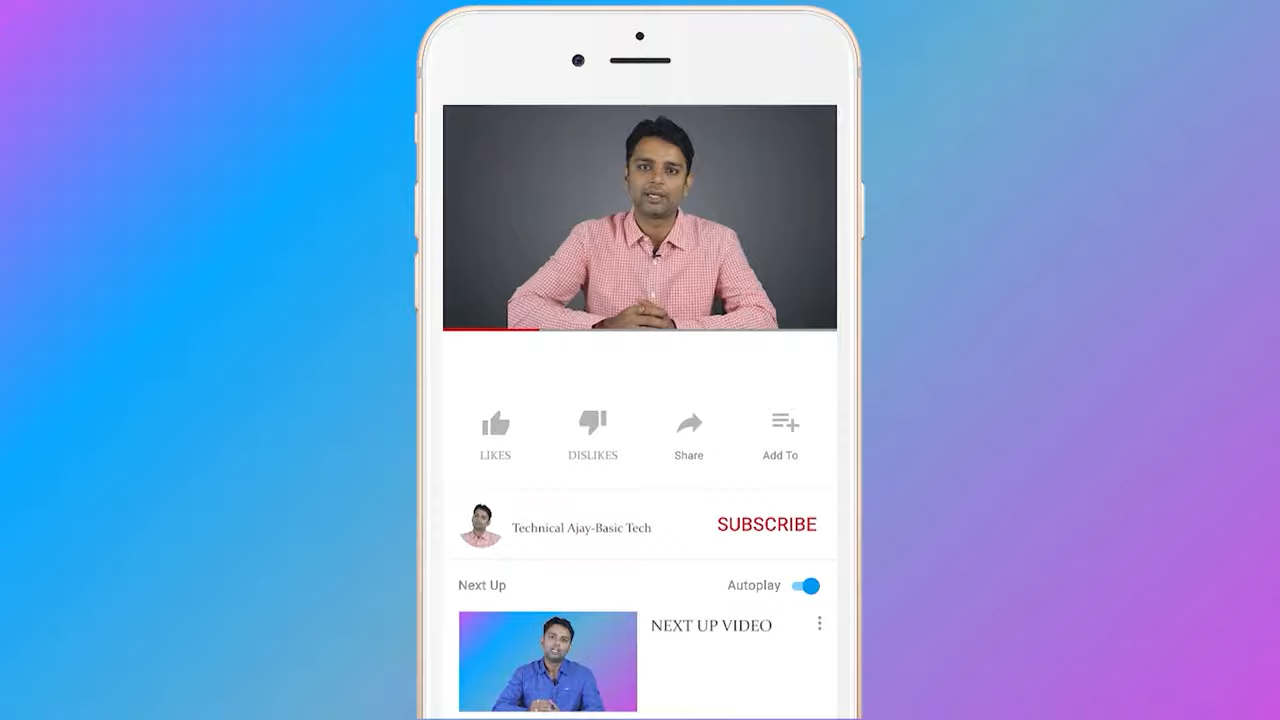 LIKES
DISLIKES
Share
Add To
Technical Ajay-Basic Tech
SUBSCRIBE
Next Up
Autoplay
NEXT UP VIDEO